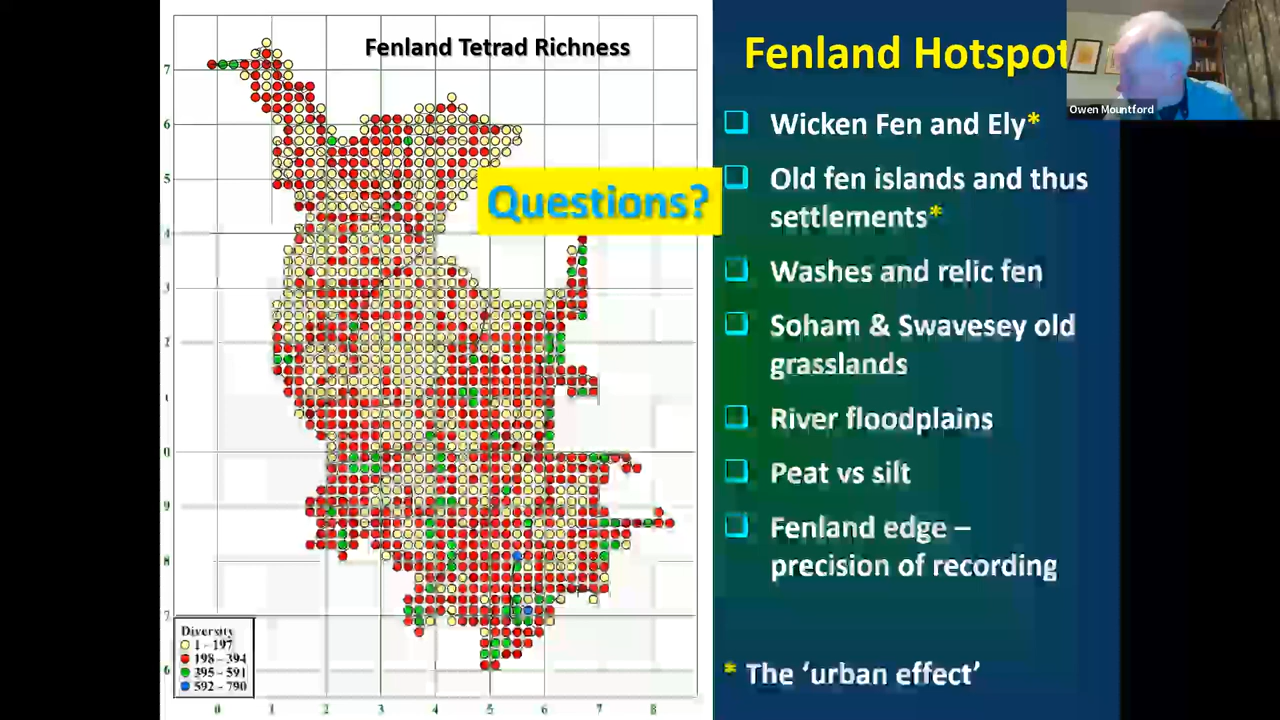 Fenland Tetrad Richness
7
6
5
4
3
2
1
0
9
8
7
6
0 1 2 3 4 5 6 7 8
Diversity
1 – 197
198 – 394
395 – 591
592 – 790
Questions?
Fenland Hotspot
Owen Mountford
Wicken Fen and Ely*
Old fen islands and thus
settlements*
Washes and relic fen
Soham & Swavesey old
grasslands
River floodplains
Peat vs silt
Fenland edge –
precision of recording
* The ‘urban effect’